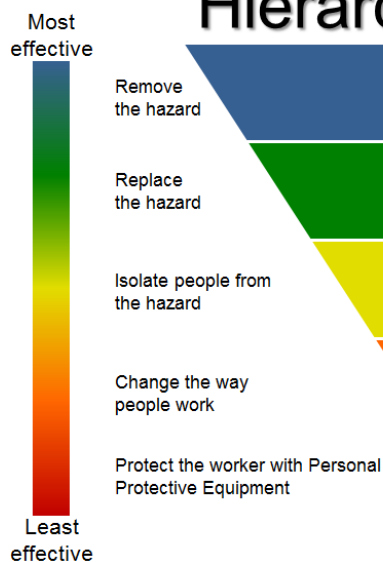 Hierarc
Most
effective
Remove
the hazard
Replace
the hazard
Isolate people from
the hazard
Change the way
people work
Protect the worker with Personal
Protective Equipment
Least
effective